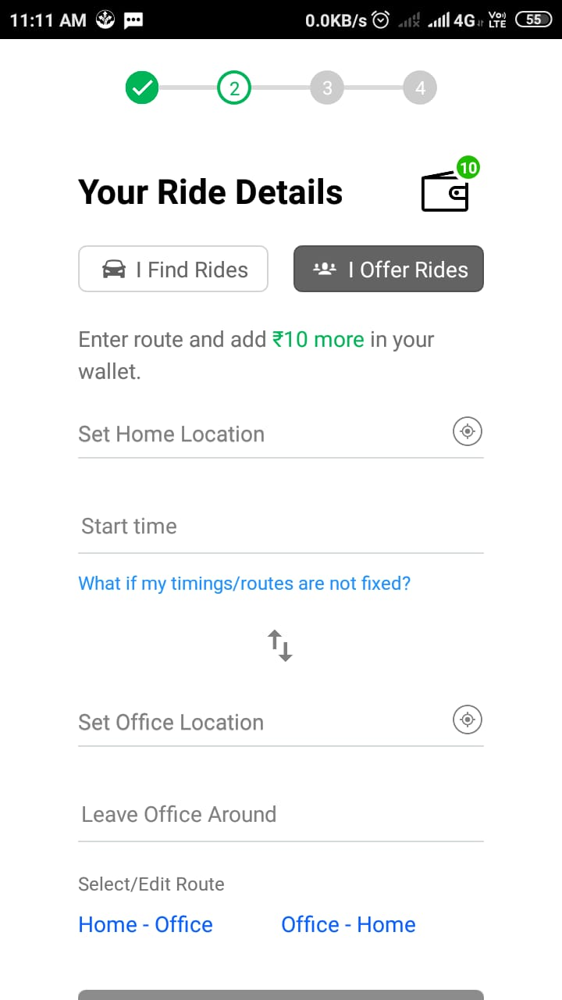 11:11 AM 0.0KB/s 4G Vo)) LTE 55
2 3 4
10
Your Ride Details
I Find Rides I Offer Rides
Enter route and add ₹10 more in your
wallet.
Set Home Location
Start time
What if my timings/routes are not fixed?
Set Office Location
Leave Office Around
Select/Edit Route
Home - Office Office - Home